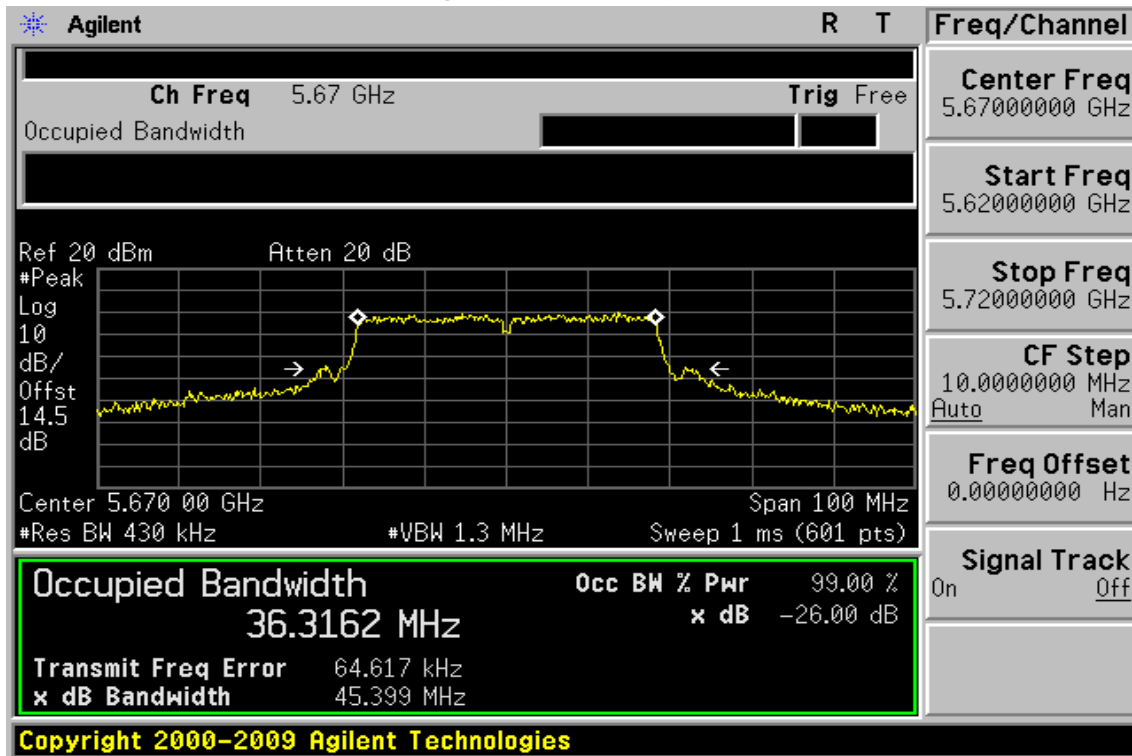 Agilent R T
Ch Freq 5.67 GHz Trig Free
Occupied Bandwidth
Ref 20 dBm Atten 20 dB
#Peak
Log
10
dB/
Offst
14.5
dB
Center 5.670 00 GHz Span 100 MHz
#Res BW 430 kHz #VBW 1.3 MHz Sweep 1 ms (601 pts)
Occupied Bandwidth
36.3162 MHz
Occ BW % Pwr 99.00 %
x dB -26.00 dB
Transmit Freq Error 64.617 kHz
x dB Bandwidth 45.399 MHz
Copyright 2000-2009 Agilent Technologies
Freq/Channel
Center Freq
5.67000000 GHz
Start Freq
5.62000000 GHz
Stop Freq
5.72000000 GHz
CF Step
10.0000000 MHz
Auto Man
Freq Offset
0.00000000 Hz
Signal Track
On Off